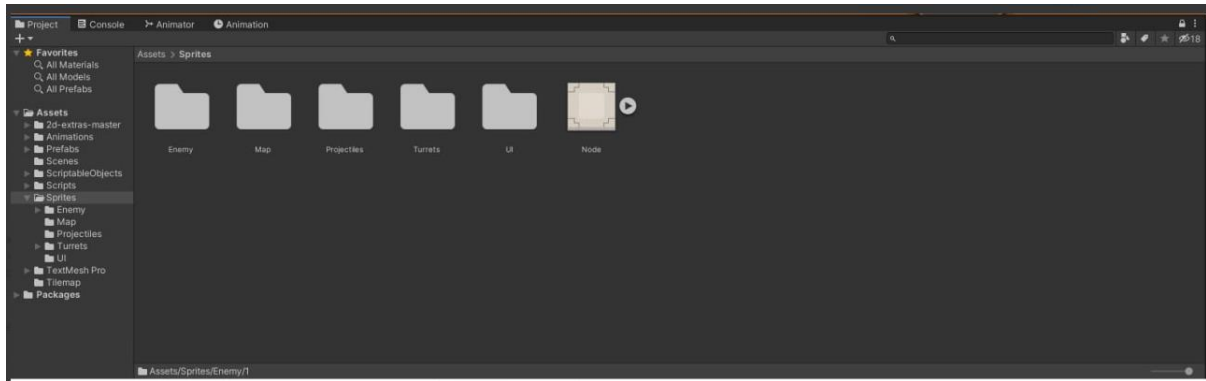 Project Console Animator Animation
18
Favorites
All Materials
All Models
All Prefabs
Assets
2d-extras-master
Animations
Prefabs
Scenes
ScriptableObjects
Scripts
Sprites
Enemy
Map
Projectiles
Turrets
UI
TextMesh Pro
Tilemap
Packages
Assets > Sprites
Enemy Map Projectiles Turrets UI Node
Assets/Sprites/Enemy/1